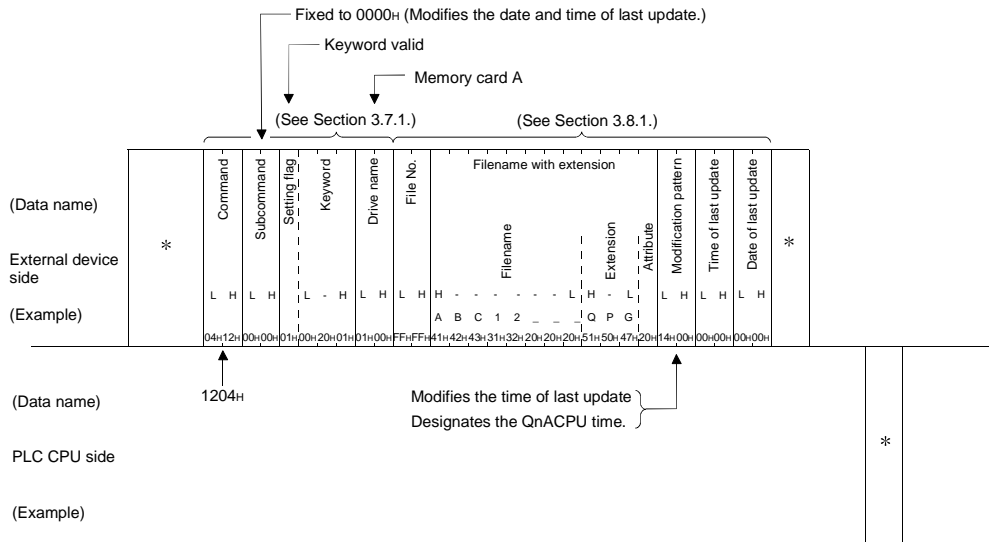 Fixed to 0000H (Modifies the date and time of last update.)
Keyword valid
Memory card A
(See Section 3.7.1.)
(See Section 3.8.1.)
(Data name)
External device
side
(Example)
*
Command
Subcommand
Setting flag
Keyword
Drive name
File No.
Filename with extension
Filename
Extension
Attribute
Modification pattern
Time of last update
Date of last update
*
L H L H L - H L H L H H - - - - - - L H - L L H L H L H
A B C 1 2 _ _ _ Q P G
04H12H00H00H01H00H20H01H01H00HFFHFFH41H42H43H31H32H20H20H20H51H50H47H20H14H00H00H00H00H00H
1204H
Modifies the time of last update
Designates the QnACPU time.
(Data name)
PLC CPU side
(Example)
*